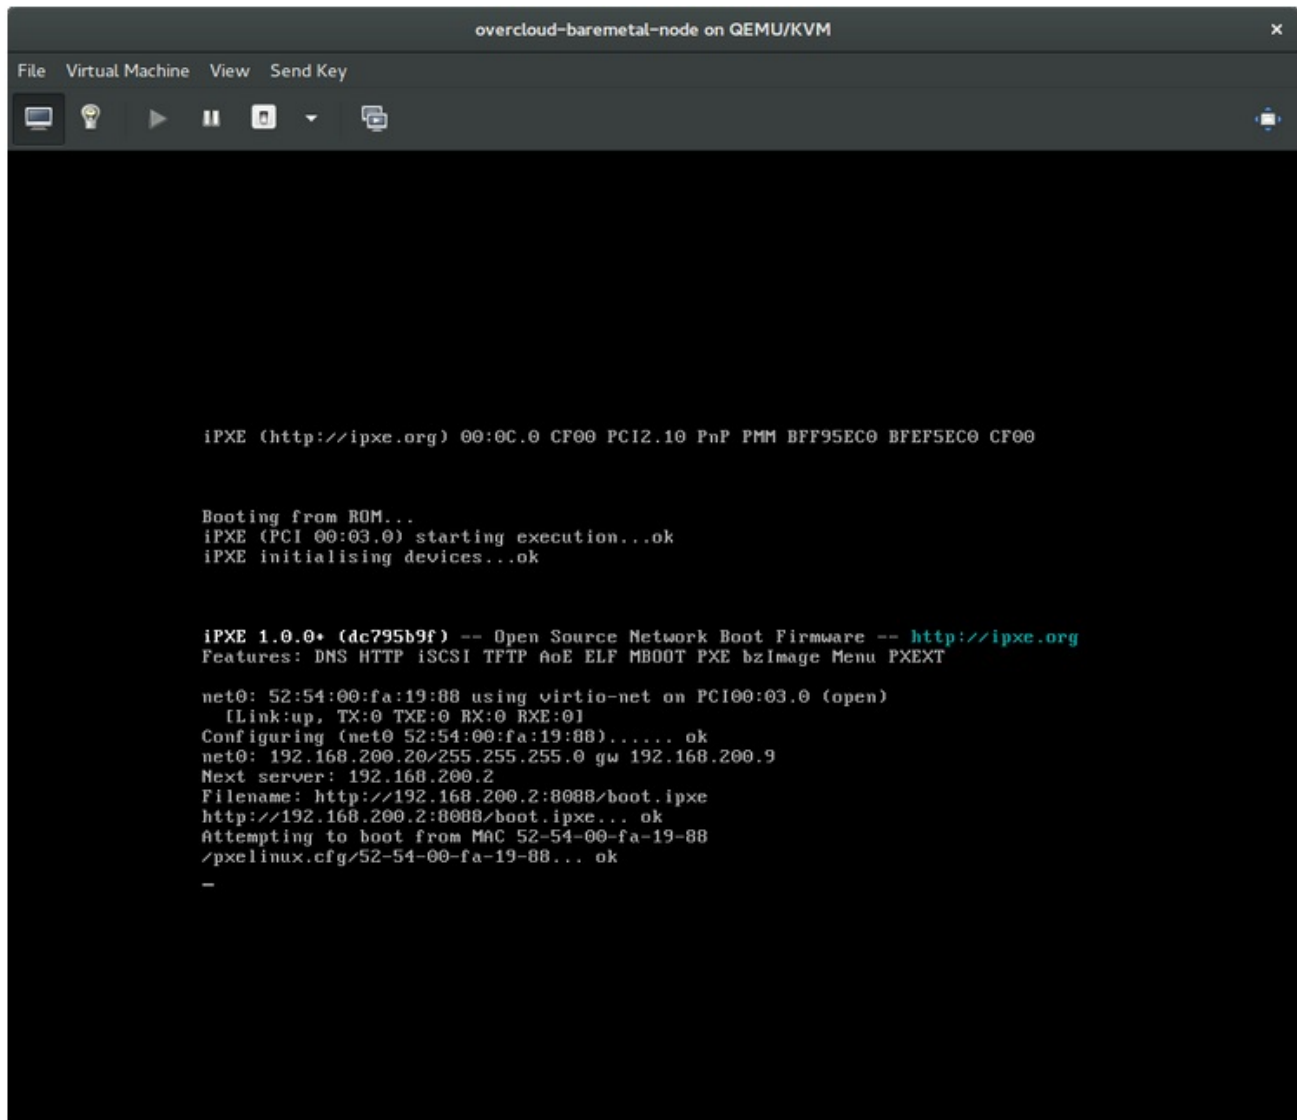 overcloud-baremetal-node on QEMU/KVM
File Virtual Machine View Send Key
iPXE (http://ipxe.org) 00:0C.0 CF00 PCI2.10 PnP PMM BFF95EC0 BFEF5EC0 CF00
Booting from ROM...
iPXE (PCI 00:03.0) starting execution...ok
iPXE initialising devices...ok
iPXE 1.0.0+ (dc795b9f) -- Open Source Network Boot Firmware -- http://ipxe.org
Features: DNS HTTP iSCSI TFTP AoE ELF MBOOT PXE bzImage Menu PXEXT
net0: 52:54:00:fa:19:88 using virtio-net on PCI00:03.0 (open)
[Link:up, TX:0 TXE:0 RX:0 RXE:0]
Configuring (net0 52:54:00:fa:19:88)...... ok
net0: 192.168.200.20/255.255.255.0 gw 192.168.200.9
Next server: 192.168.200.2
Filename: http://192.168.200.2:8088/boot.ipxe
http://192.168.200.2:8088/boot.ipxe... ok
Attempting to boot from MAC 52-54-00-fa-19-88
/pxelinux.cfg/52-54-00-fa-19-88... ok